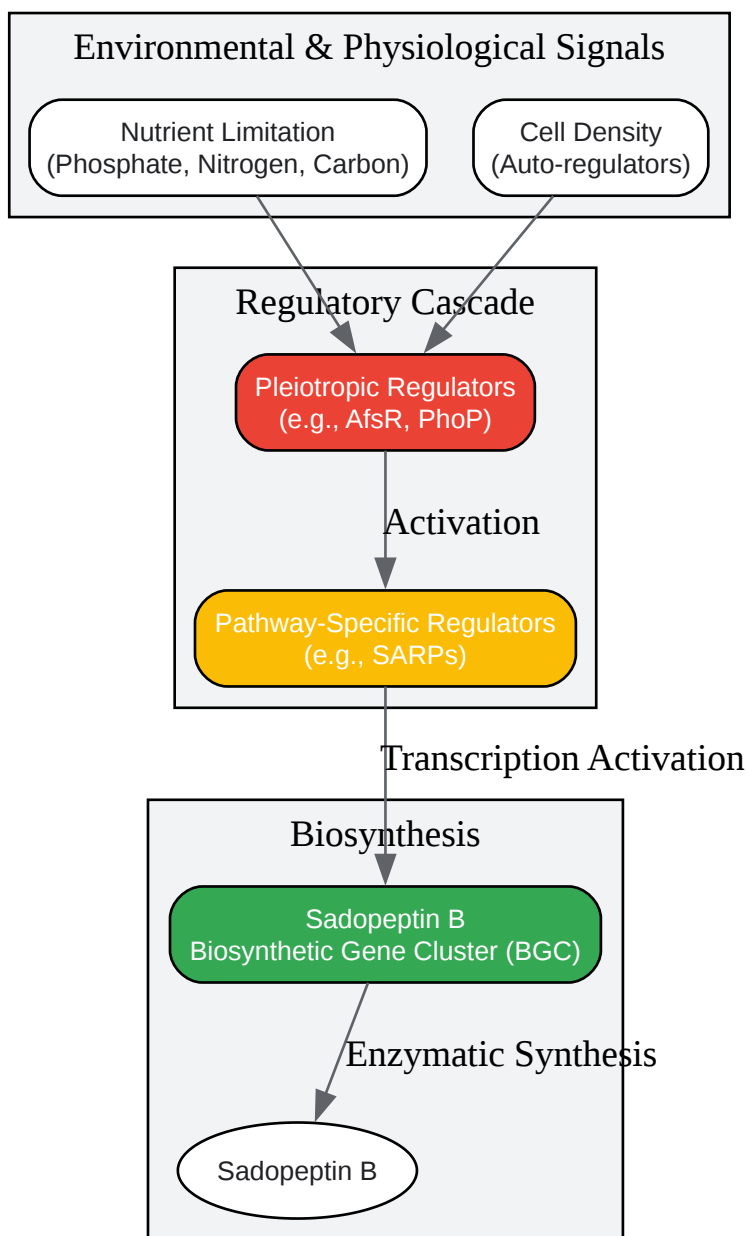 Environmental & Physiological Signals
Nutrient Limitation
(Phosphate, Nitrogen, Carbon)
Cell Density
(Auto-regulators)
Regulatory Cascade
Pleiotropic Regulators
(e.g., AfsR, PhoP)
Activation
Pathway-Specific Regulators
(e.g., SARPs)
Transcription Activation
Biosynthesis
Sadopeptin B
Biosynthetic Gene Cluster (BGC)
Enzymatic Synthesis
Sadopeptin B